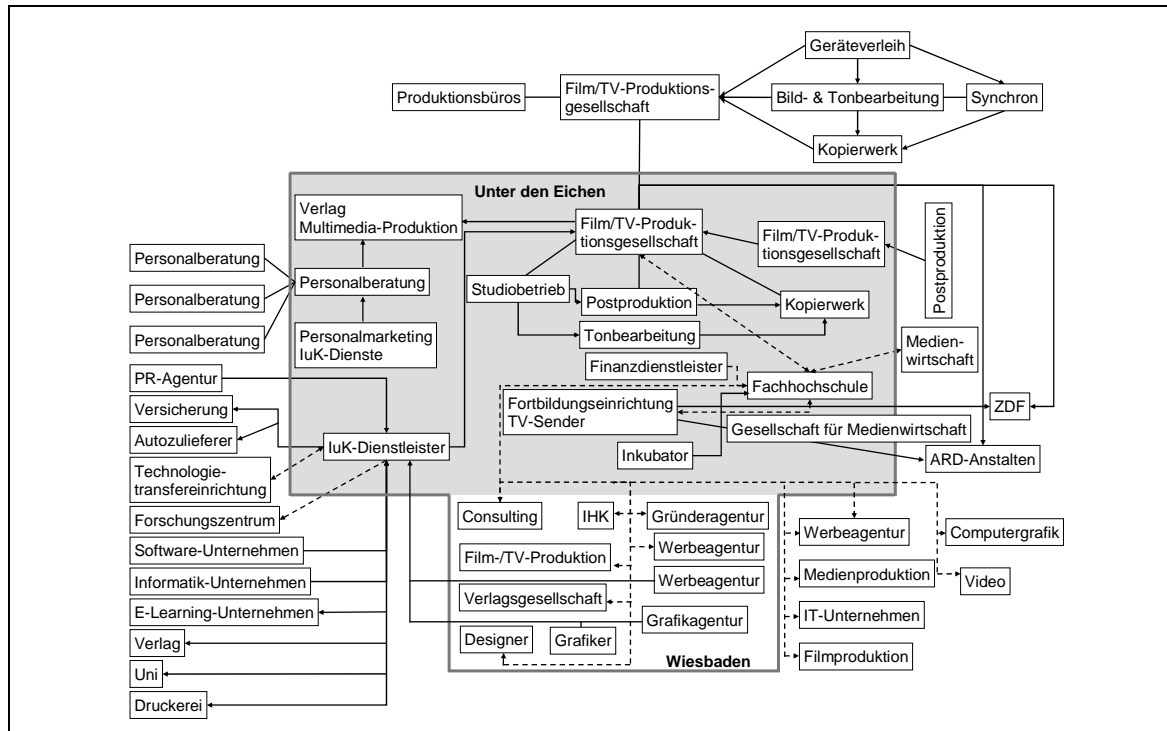 Geräteverleih
Produktionsbüros
Film/TV-Produktions-
gesellschaft
Bild- & Tonbearbeitung
Synchron
Kopierwerk
Unter den Eichen
Verlag
Multimedia-Produktion
Film/TV-Produk-
tionsgesellschaft
Film/TV-Produk-
tionsgesellschaft
Postproduktion
Personalberatung
Personalberatung
Personalberatung
Personalberatung
Studiobetrieb
Postproduktion
Kopierwerk
Personalmarketing
IuK-Dienste
Tonbearbeitung
Medien-
wirtschaft
Finanzdienstleister
Fachhochschule
PR-Agentur
Versicherung
Autozulieferer
Fortbildungseinrichtung
TV-Sender
ZDF
Gesellschaft für Medienwirtschaft
IuK-Dienstleister
Inkubator
ARD-Anstalten
Technologie-
transfereinrichtung
Forschungszentrum
Consulting
IHK
Gründeragentur
Werbeagentur
Computergrafik
Software-Unternehmen
Film-/TV-Produktion
Werbeagentur
Informatik-Unternehmen
Werbeagentur
Medienproduktion
Video
E-Learning-Unternehmen
Verlagsgesellschaft
Grafikagentur
IT-Unternehmen
Verlag
Designer
Grafiker
Wiesbaden
Filmproduktion
Uni
Druckerei